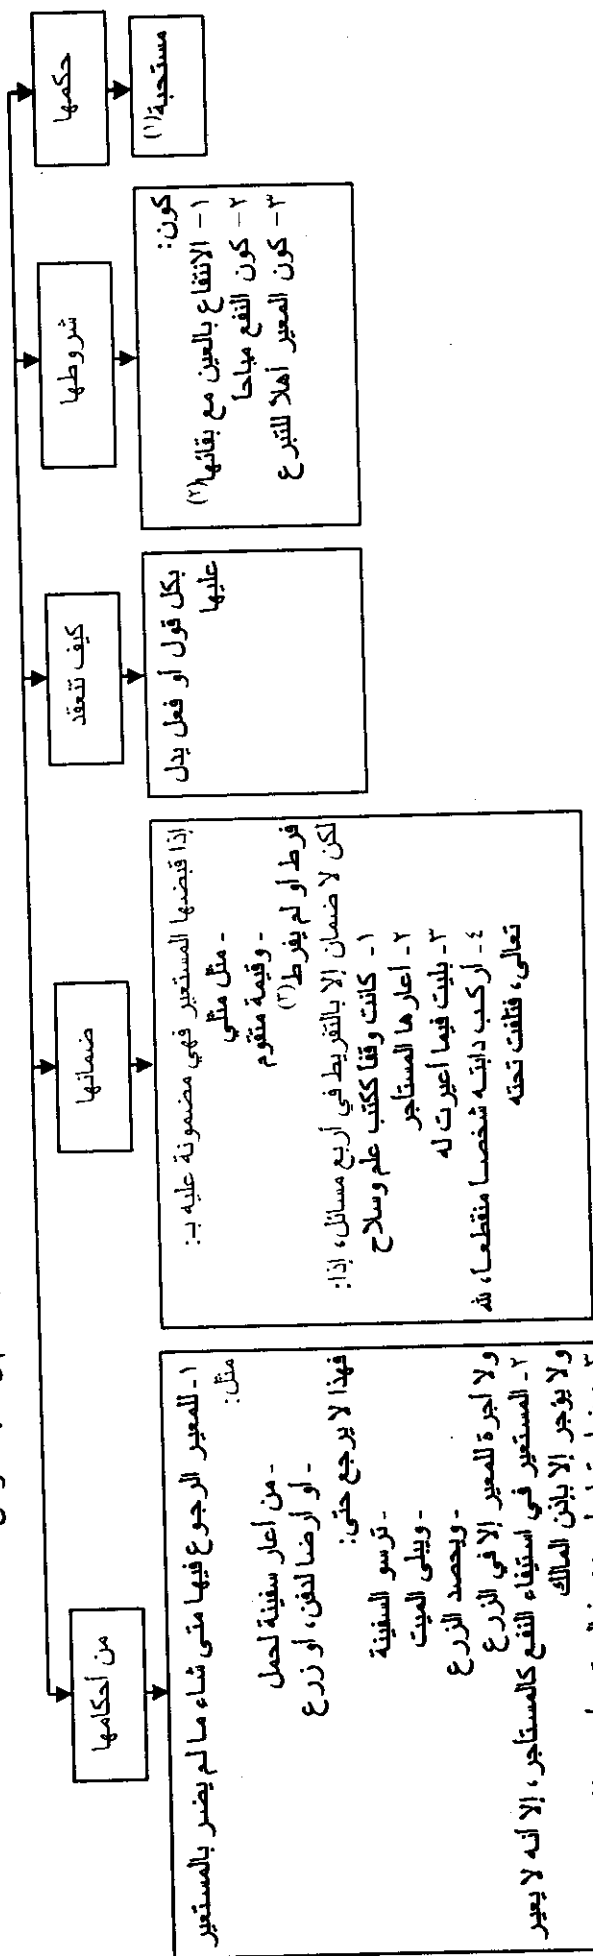 حكمها
مستحبة(١)
شروطها
كون:
١- الانتفاع بالعين مع بقائها(٢)
٢- كون النفع مباحا
٣- كون المعير أهلا للتبرع
كيف تنعقد
بكل قول أو فعل يدل
عليها
ضمانها
إذا قبضها المستعير فهي مضمونة عليه بـ:
- مثل مثلي
- وقيمة متقوم
فرط أو لم يفرط(٣)
لكن لا ضمان إلا بالتفريط في أربع مسائل، إذا:
١- كانت وقفا ككتب علم وسلاح
٢- أعارها المستأجر
٣- بليت فيما أعيرت له
٤- أركب دابته شخصا منقطعا، لله
تعالى، فتلفت تحته
من أحكامها
١- للمعير الرجوع فيها متى شاء ما لم يضر بالمستعير
مثل:
- من أعار سفينة لحمل
- أو أرضا لدفن، أو زرع
فهذا لا يرجع حتى:
- ترسو السفينة
- ويبلى الميت
- ويحصد الزرع
ولا أجرة للمعير إلا في الزرع
٢- المستعير في استيفاء النفع كالمستأجر، إلا أنه لا يعير
ولا يؤجر إلا بإذن المالك